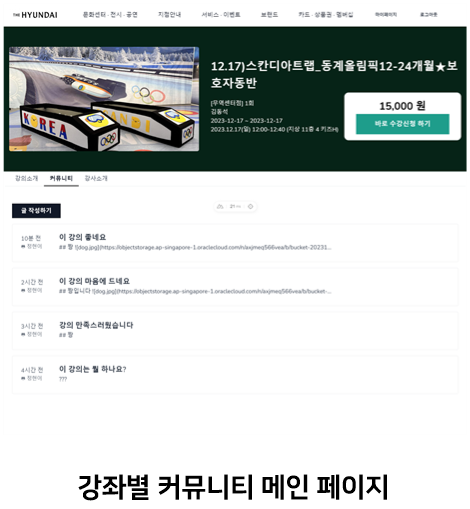 THE HYUNDAI 문화센터·전시·공연 지점안내 서비스·이벤트 브랜드 카드·상품권·멤버십 마이페이지 로그아웃
12.17)스칸디아트랩_동계올림픽12-24개월★보
호자동반
[무역센터점] 1회
김동석
2023-12-17 ~ 2023-12-17
2023.12.17(일) 12:00-12:40 (지상 11층 4 키즈H)
15,000 원
바로 수강신청 하기
KOREA
강의소개 커뮤니티 강사소개
글 작성하기
10분 전
정현이
이 강의 좋네요
## 짱 ![dog.jpg](https://objectstorage.ap-singapore-1.oraclecloud.com/n/axjmeqj566vea/b/bucket-20231...
2시간 전
정현이
이 강의 마음에 드네요
## 짱입니다 ![dog.jpg](https://objectstorage.ap-singapore-1.oraclecloud.com/n/axjmeqj566vea/b/bucket-...
3시간 전
정현이
강의 만족스러웠습니다
## 짱
4시간 전
정현이
이 강의는 뭘 하나요?
???
강좌별 커뮤니티 메인 페이지